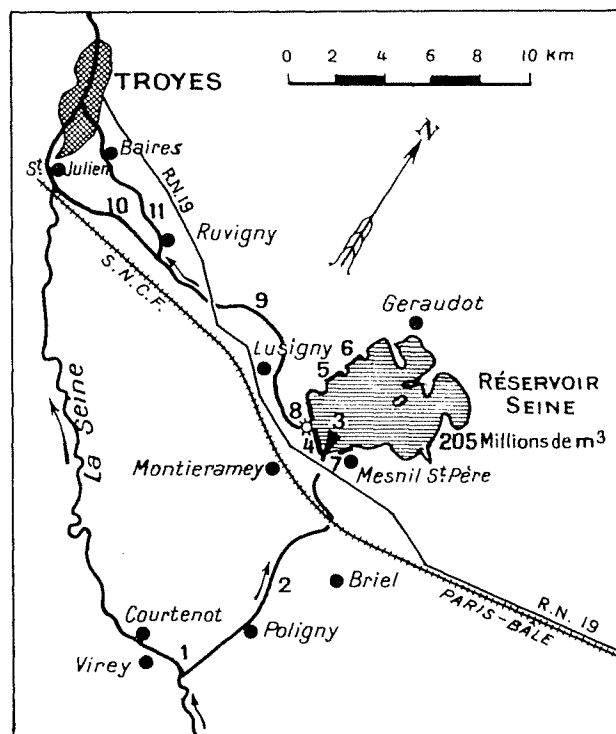 0 2 4 6 8 10 Km
TROYES
N
Baires
St Julien
R.N.19
10
11
Ruvigny
S.N.C.F.
9
Geraudot
Lusigny
6
5
RÉSERVOIR
SEINE
8
3
4
205 Millions de m3
7
Mesnil St Père
La Seine
Montieramey
2
Briel
PARIS-BÂLE
R.N. 19
Courtenot
Poligny
1
Virey